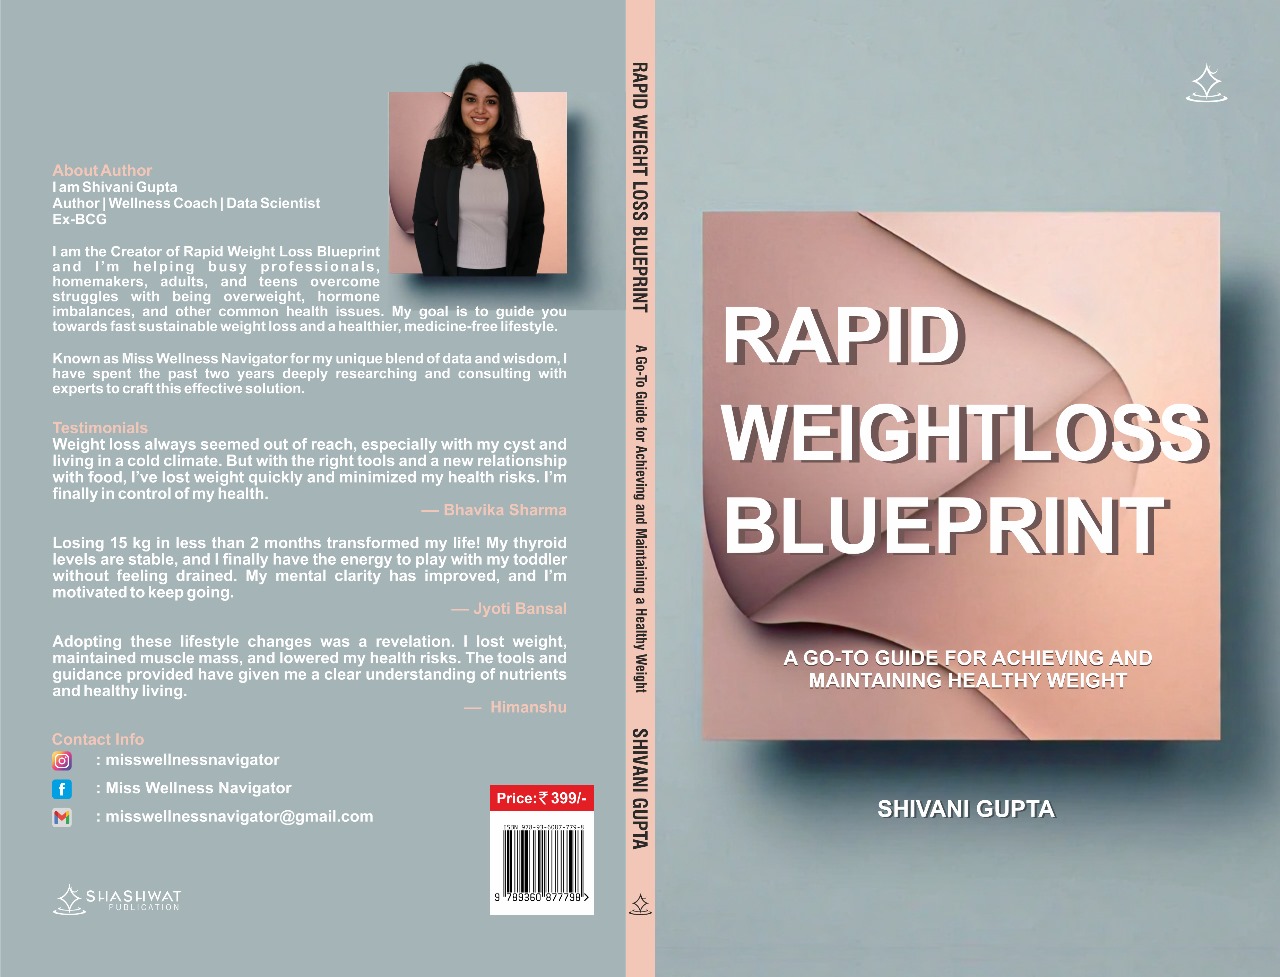 About Author
I am Shivani Gupta
Author | Wellness Coach | Data Scientist
Ex-BCG
I am the Creator of Rapid Weight Loss Blueprint
and I'm helping busy professionals,
homemakers, adults, and teens overcome
struggles with being overweight, hormone
imbalances, and other common health issues. My goal is to guide you
towards fast sustainable weight loss and a healthier, medicine-free lifestyle.
Known as Miss Wellness Navigator for my unique blend of data and wisdom, I
have spent the past two years deeply researching and consulting with
experts to craft this effective solution.
Testimonials
Weight loss always seemed out of reach, especially with my cyst and
living in a cold climate. But with the right tools and a new relationship
with food, I've lost weight quickly and minimized my health risks. I'm
finally in control of my health.
— Bhavika Sharma
Losing 15 kg in less than 2 months transformed my life! My thyroid
levels are stable, and I finally have the energy to play with my toddler
without feeling drained. My mental clarity has improved, and I'm
motivated to keep going.
— Jyoti Bansal
Adopting these lifestyle changes was a revelation. I lost weight,
maintained muscle mass, and lowered my health risks. The tools and
guidance provided have given me a clear understanding of nutrients
and healthy living.
— Himanshu
Contact Info
: misswellnessnavigator
: Miss Wellness Navigator
: misswellnessnavigator@gmail.com
SHASHWAT
PUBLICATION
Price:₹ 399/-
ISBN 978-93-6087-779-8
9 789360 877798 >
RAPID WEIGHT LOSS BLUEPRINT
A Go-To Guide for Achieving and Maintaining a Healthy Weight
SHIVANI GUPTA
RAPID
WEIGHTLOSS
BLUEPRINT
A GO-TO GUIDE FOR ACHIEVING AND
MAINTAINING HEALTHY WEIGHT
SHIVANI GUPTA